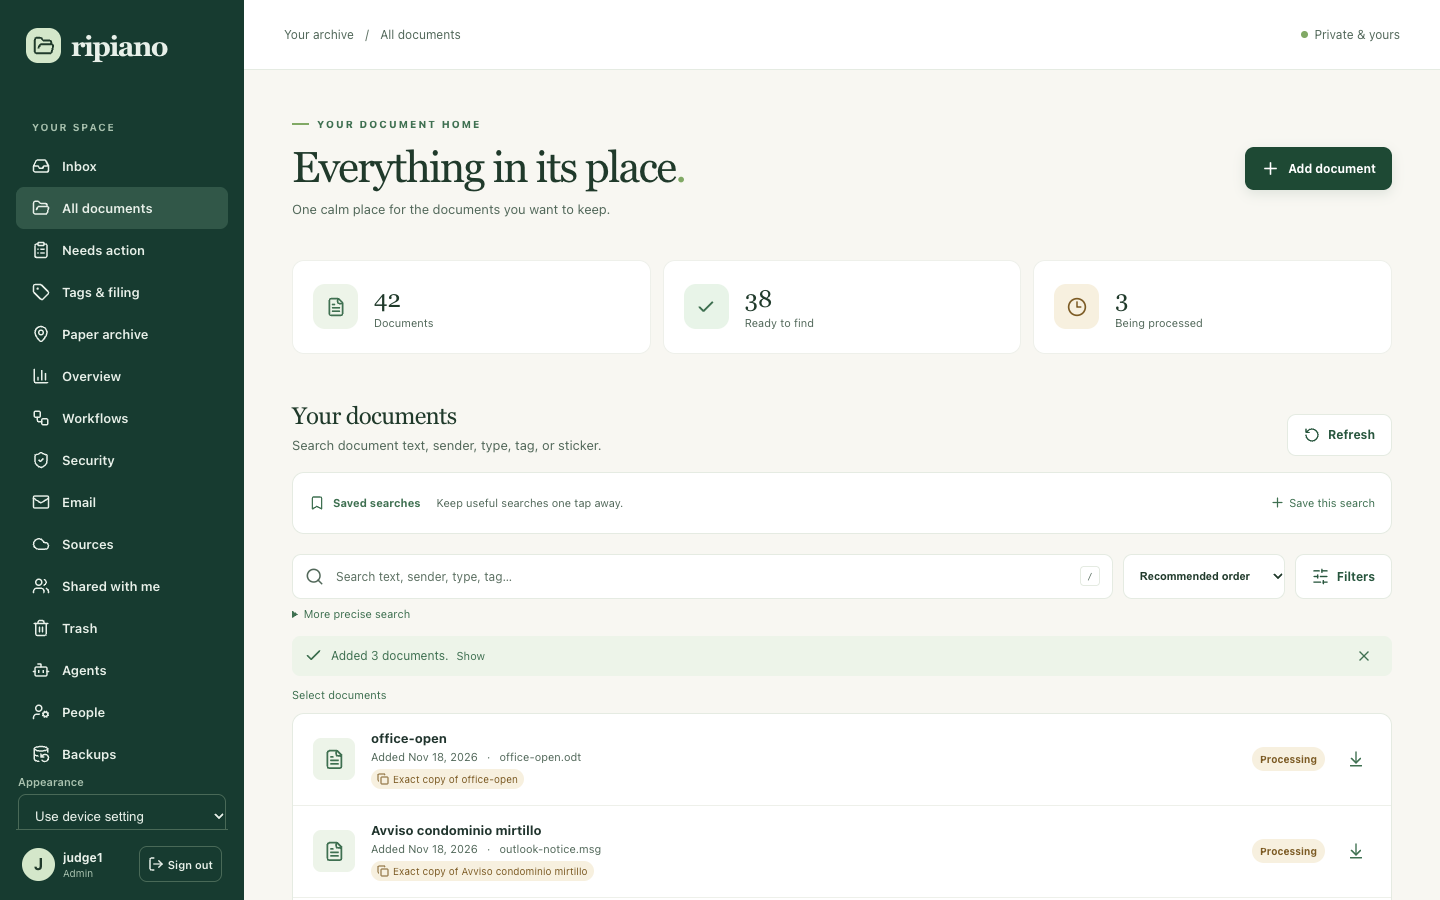 ripiano
YOUR SPACE
Inbox
All documents
Needs action
Tags & filing
Paper archive
Overview
Workflows
Security
Email
Sources
Shared with me
Trash
Agents
People
Backups
Appearance
Use device setting
J
judge1
Admin
Sign out
Your archive / All documents
Private & yours
YOUR DOCUMENT HOME
Everything in its place.
One calm place for the documents you want to keep.
Add document
42
Documents
38
Ready to find
3
Being processed
Your documents
Search document text, sender, type, tag, or sticker.
Refresh
Saved searches Keep useful searches one tap away.
Save this search
Search text, sender, type, tag...
/
Recommended order
Filters
More precise search
Added 3 documents. Show
Select documents
office-open
Added Nov 18, 2026 · office-open.odt
Exact copy of office-open
Processing
Avviso condominio mirtillo
Added Nov 18, 2026 · outlook-notice.msg
Exact copy of Avviso condominio mirtillo
Processing